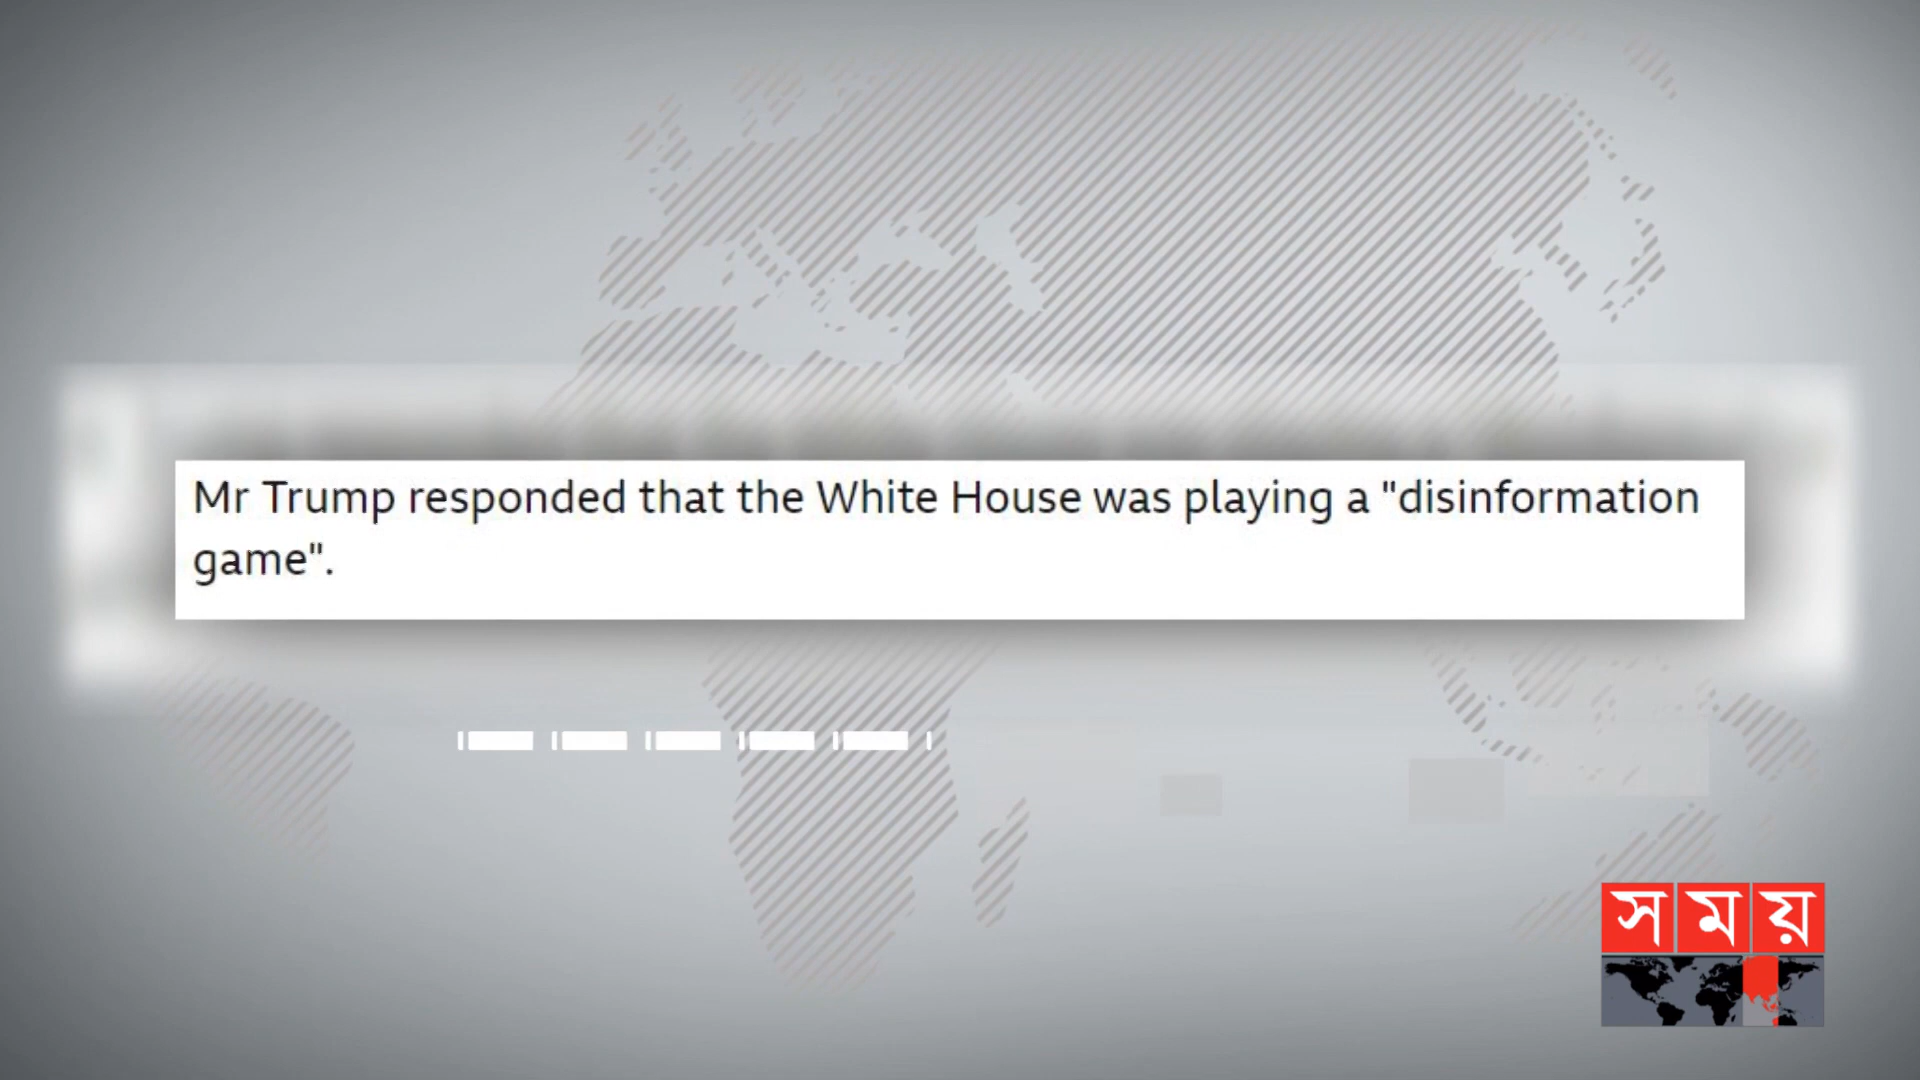 Mr Trump responded that the White House was playing a "disinformation
game".
সময়